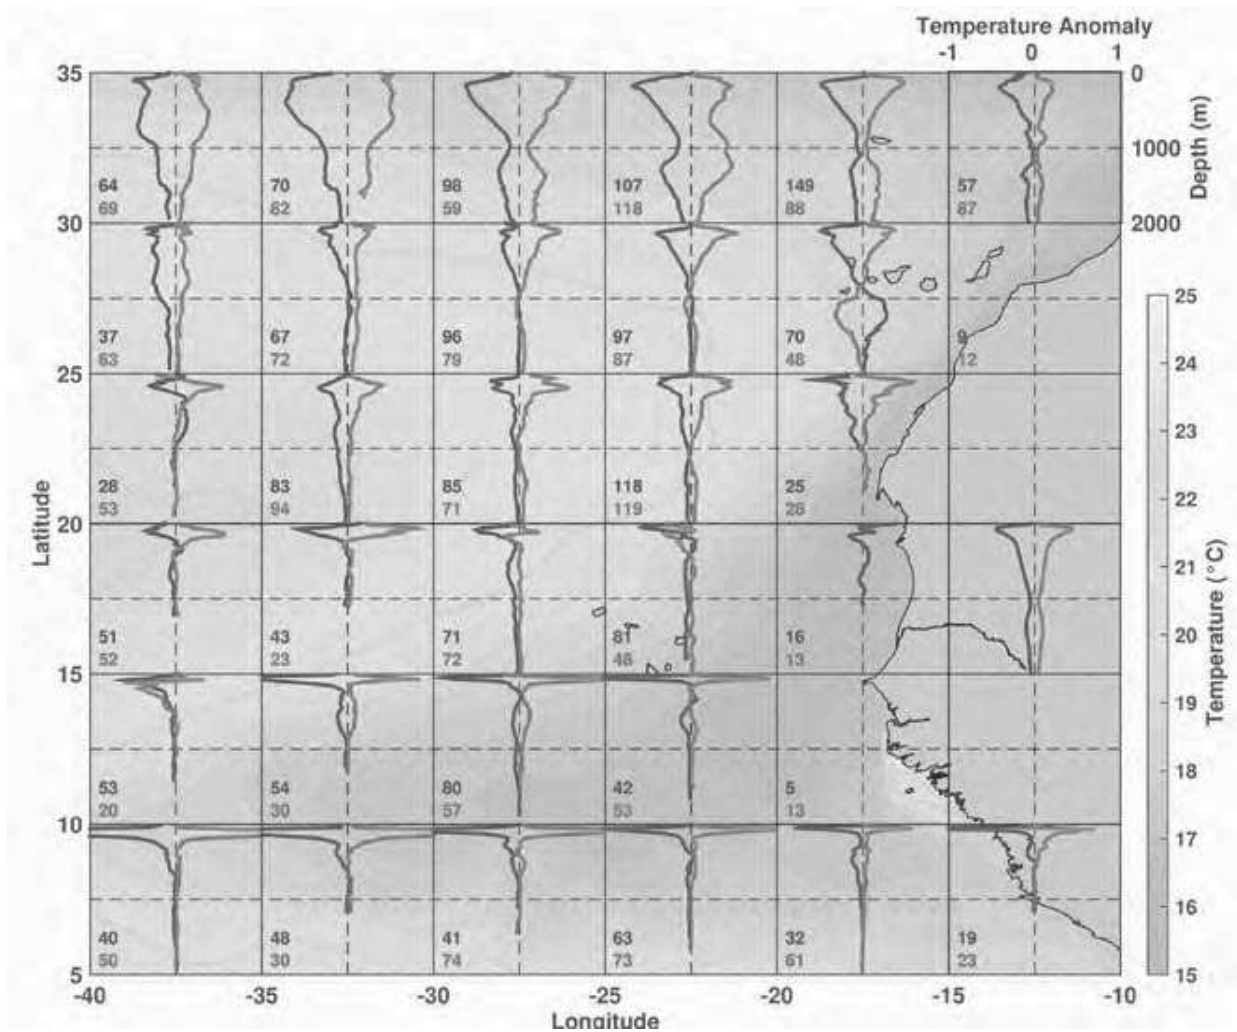 Temperature Anomaly
-1 0 1
35 0
Depth (m)
1000
64 70 98 107 149 57
69 82 59 118 88 87
30 2000
25
37 67 96 97 70 9
63 72 79 87 48 12
24
25
23
28 83 85 118 25
53 94 71 119 28
22
Latitude
20
21
Temperature (°C)
51 43 71 81 16
52 23 72 46 13
20
15
19
18
53 54 80 42 5
20 30 57 53 13
10 17
16
40 48 41 63 32 19
50 30 74 73 61 23
5 15
-40 -35 -30 -25 -20 -15 -10
Longitude